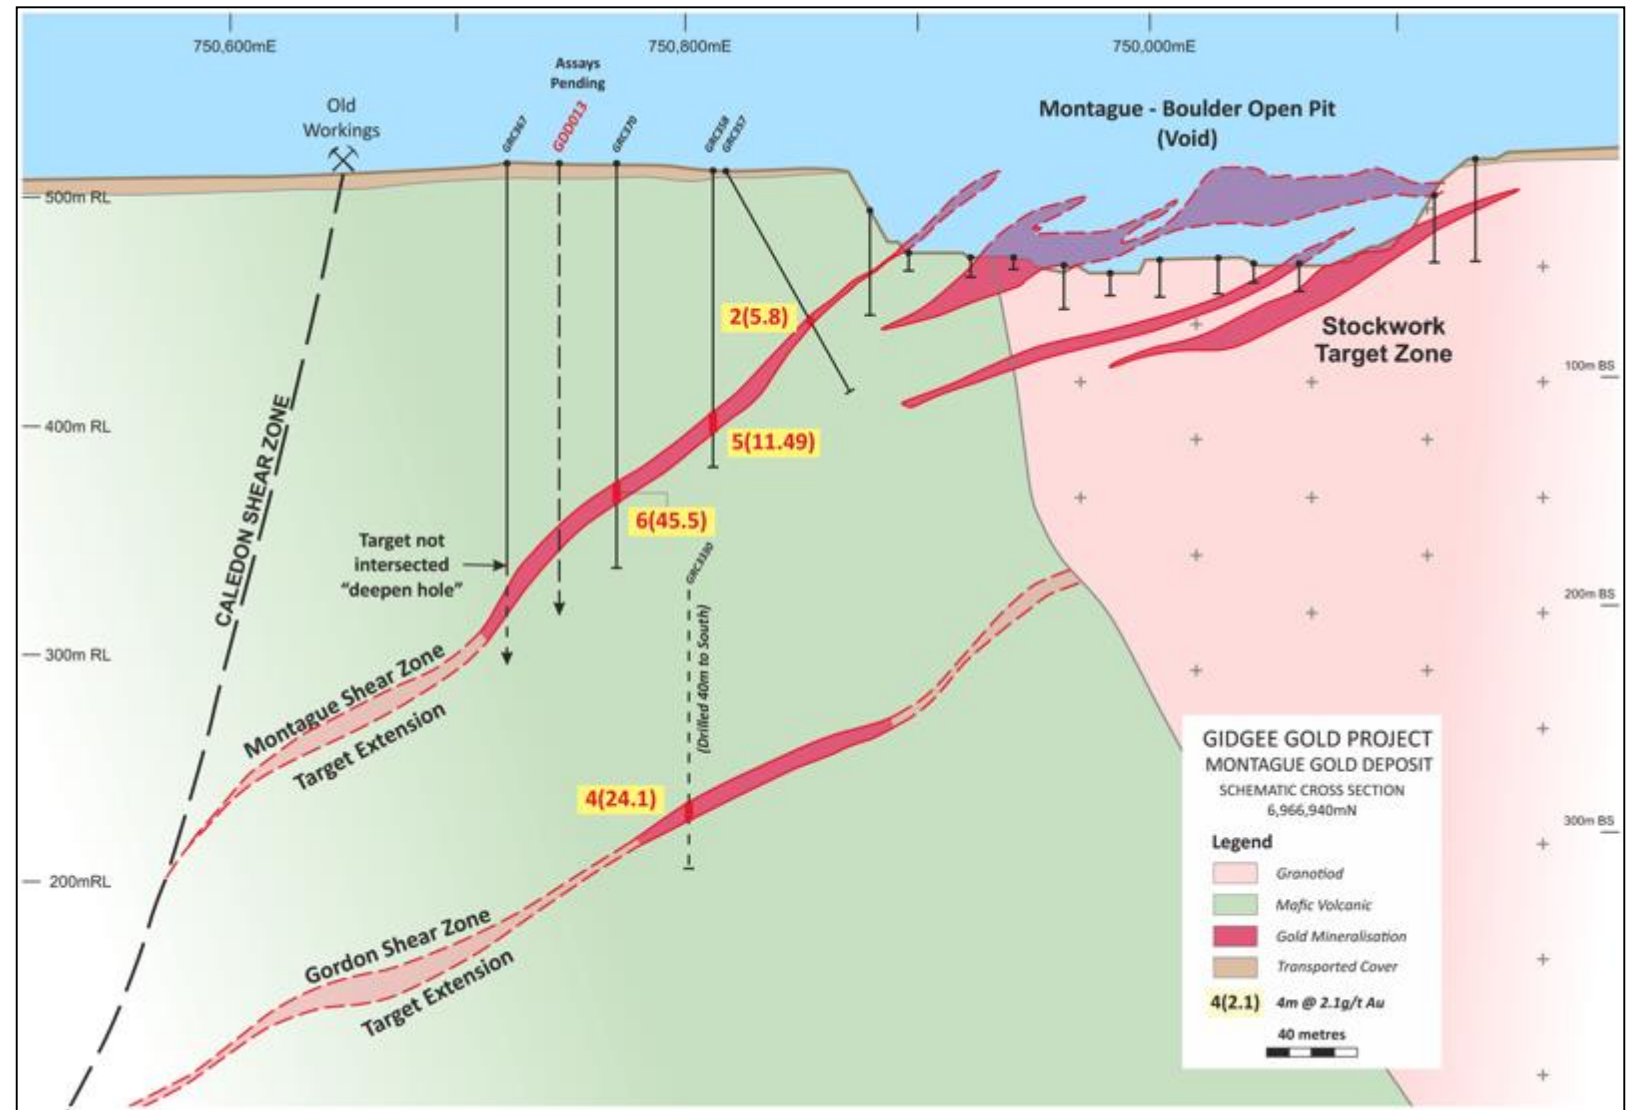 750,600mE
750,800mE
750,000mE
Assays
Pending
Old
Workings
GRC367
GDD013
GRC370
GRC358
GRC357
Montague - Boulder Open Pit
(Void)
500m RL
2(5.8)
Stockwork
Target Zone
100m BS
400m RL
5(11.49)
CALEDON SHEAR ZONE
6(45.5)
Target not
intersected
“deepen hole”
(Drilled 40m to South)
200m BS
300m RL
Montague Shear Zone
Target Extension
4(24.1)
300m BS
200mRL
Gordon Shear Zone
Target Extension
GIDGEE GOLD PROJECT
MONTAGUE GOLD DEPOSIT
SCHEMATIC CROSS SECTION
6,966,940mN
Legend
Granotiod
Mafic Volcanic
Gold Mineralisation
Transported Cover
4(2.1) 4m @ 2.1g/t Au
40 metres